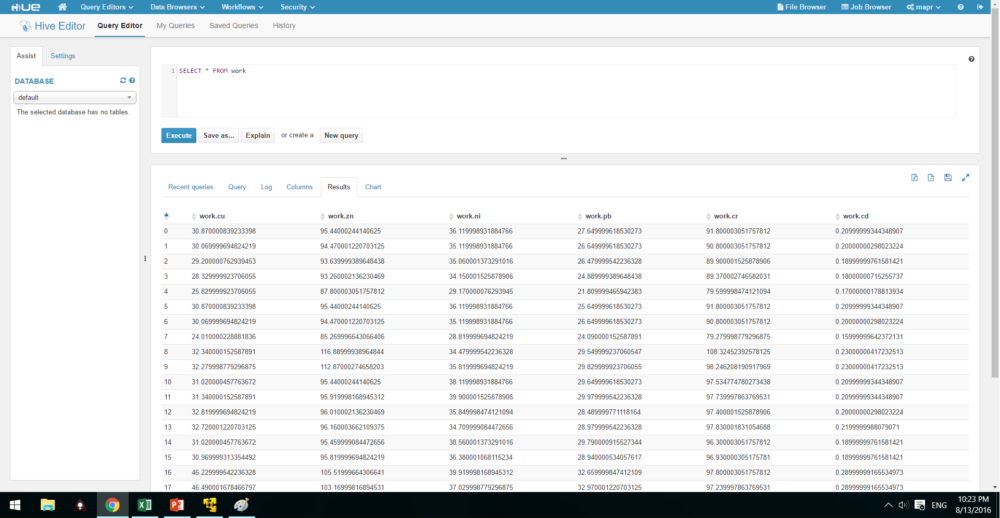 HUE Query Editors Data Browsers Workflows Security File Browser Job Browser mapr
Hive Editor Query Editor My Queries Saved Queries History
Assist Settings
DATABASE
default
The selected database has no tables.
1 SELECT * FROM work
Execute Save as... Explain or create a New query
Recent queries Query Log Columns Results Chart
work.cu work.zn work.ni work.pb work.cr work.cd
0 30.870000839233398 95.44000244140625 36.119998931884766 27.649999618530273 91.800003051757812 0.20999999344348907
1 30.069999694824219 94.470001220703125 35.119998931884766 26.649999618530273 90.800003051757812 0.20000000298023224
2 29.200000762939453 93.639999389648438 35.060001373291016 26.479999542236328 89.900001525878906 0.18999999761581421
3 28.329999923706055 93.260002136230469 34.150001525878906 24.889999389648438 89.370002746582031 0.18000000715255737
4 25.829999923706055 87.800003051757812 29.170000076293945 21.809999465942383 79.599998474121094 0.17000000178813934
5 30.870000839233398 95.44000244140625 36.119998931884766 25.649999618530273 91.800003051757812 0.20999999344348907
6 30.069999694824219 94.470001220703125 35.119998931884766 26.649999618530273 90.800003051757812 0.20000000298023224
7 24.010000228881836 85.269996643066406 28.819999694824219 24.090000152587891 79.279998779296875 0.15999999642372131
8 32.340000152587891 116.88999938964844 34.479999542236328 29.549999237060547 108.32452392578125 0.23000000417232513
9 32.279998779296875 112.87000274658203 35.819999694824219 29.829999923706055 98.246208190917969 0.23000000417232513
10 31.020000457763672 95.44000244140625 38.119998931884766 29.649999618530273 97.534774780273438 0.20999999344348907
11 31.340000152587891 95.919998168945312 39.900001525878906 29.979999542236328 97.739997863769531 0.20999999344348907
12 32.819999694824219 96.010002136230469 35.849998474121094 28.489999771118164 97.400001525878906 0.20000000298023224
13 32.720001220703125 96.160003662109375 34.709999084472656 28.979999542236328 97.830001831054688 0.2199999988079071
14 31.020000457763672 95.459999084472656 38.560001373291016 29.790000915527344 96.300003051757812 0.18999999761581421
15 30.969999313354492 95.819999694824219 36.380001068115234 28.940000534057617 96.930000305175781 0.18999999761581421
16 46.229999542236328 105.51999664306641 39.919998168945312 32.659999847412109 97.800003051757812 0.28999999165534973
17 46.490001678466797 103.16999816894531 37.029998779296875 32.970001220703125 97.239997863769531 0.28999999165534973
ENG 10:23 PM
8/13/2016